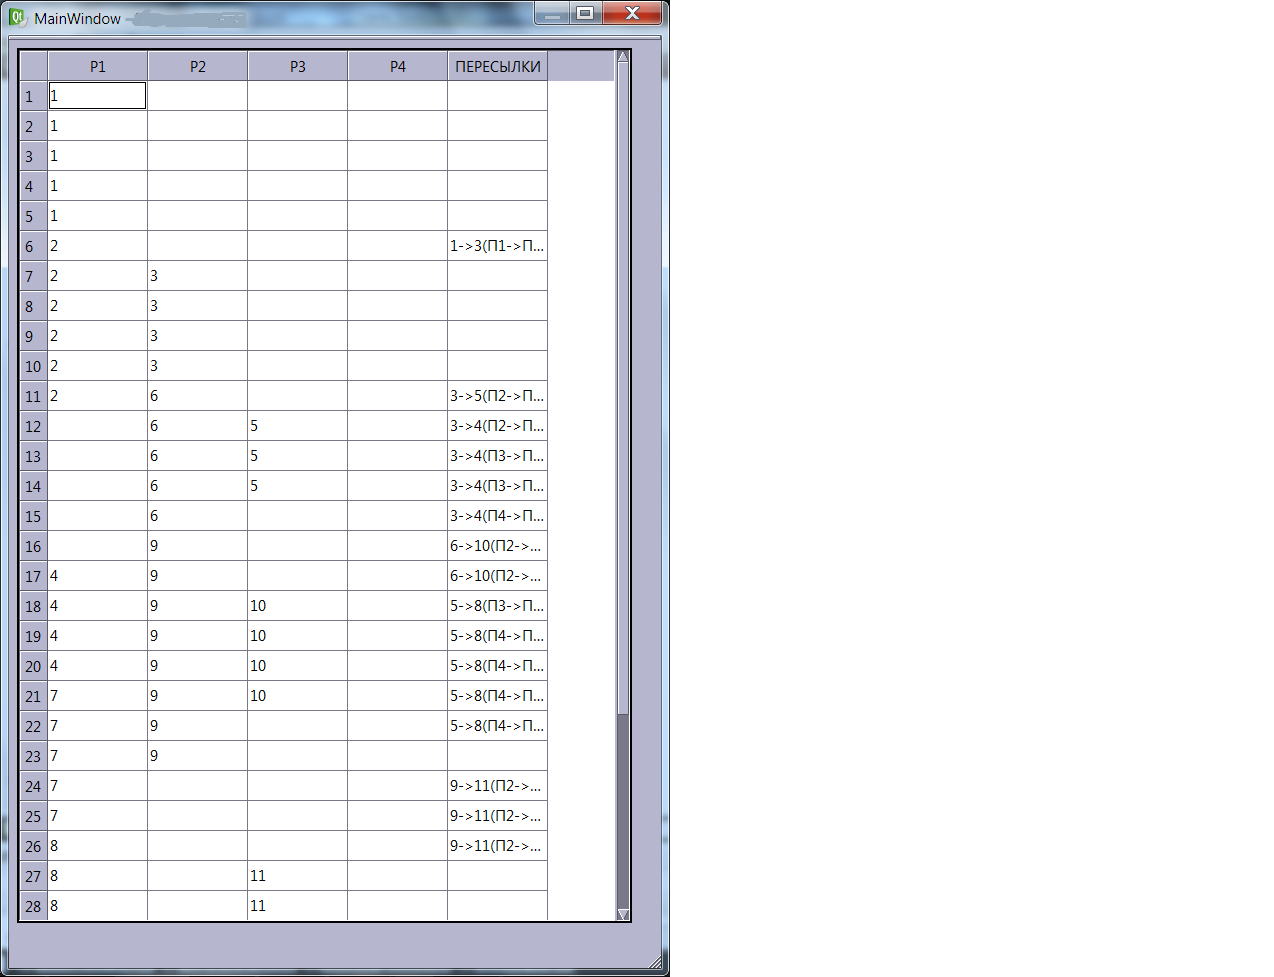 MainWindow
P1 P2 P3 P4 ПЕРЕСЫЛКИ
1 1
2 1
3 1
4 1
5 1
6 2 1->3(П1->П...
7 2 3
8 2 3
9 2 3
10 2 3
11 2 6 3->5(П2->П...
12 6 5 3->4(П2->П...
13 6 5 3->4(П3->П...
14 6 5 3->4(П3->П...
15 6 3->4(П4->П...
16 9 6->10(П2->...
17 4 9 6->10(П2->...
18 4 9 10 5->8(П3->П...
19 4 9 10 5->8(П4->П...
20 4 9 10 5->8(П4->П...
21 7 9 10 5->8(П4->П...
22 7 9 5->8(П4->П...
23 7 9
24 7 9->11(П2->...
25 7 9->11(П2->...
26 8 9->11(П2->...
27 8 11
28 8 11